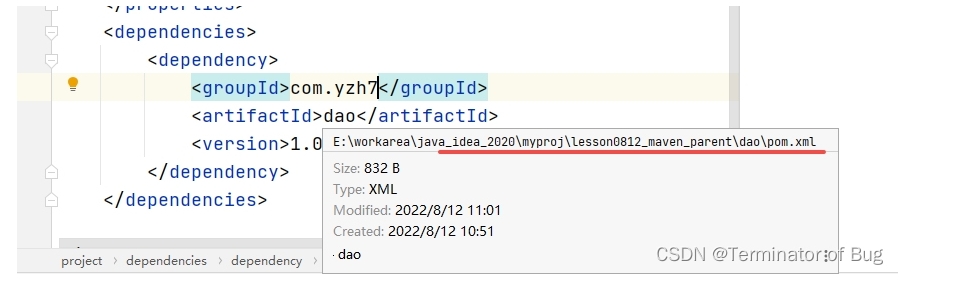 </properties>
<dependencies>
<dependency>
<groupId>com.yzh7</groupId>
<artifactId>dao</artifactId>
<version>1.0
</dependency>
</dependencies>
E:\workarea\java_idea_2020\myproj\lesson0812_maven_parent\dao\pom.xml
Size: 832 B
Type: XML
Modified: 2022/8/12 11:01
Created: 2022/8/12 10:51
· dao
project › dependencies › dependency ›
CSDN @Terminator of Bug